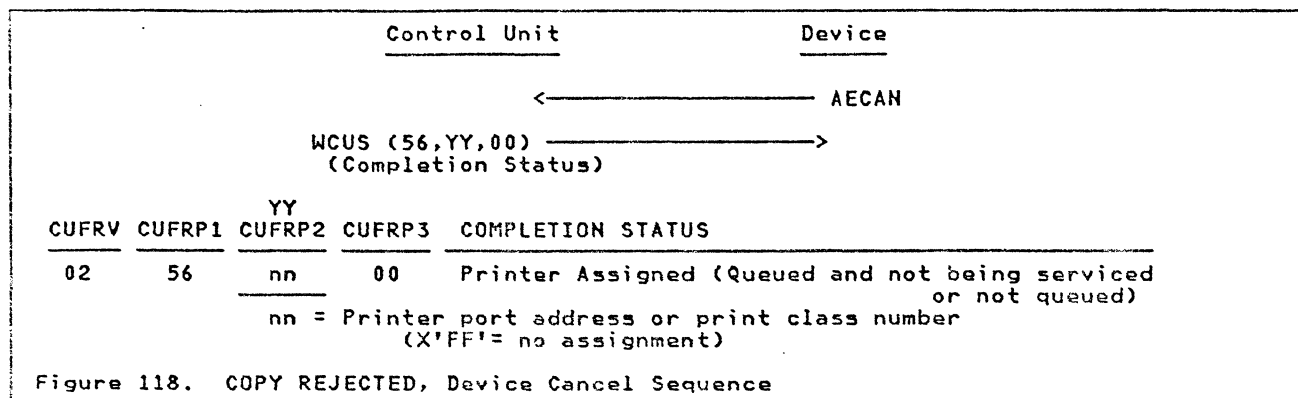 Control Unit Device
<---------- AECAN
WCUS (56,YY,00) ---------->
(Completion Status)
YY
CUFRV CUFRP1 CUFRP2 CUFRP3 COMPLETION STATUS
02 56 nn 00 Printer Assigned (Queued and not being serviced
or not queued)
nn = Printer port address or print class number
(X'FF'= no assignment)
Figure 118. COPY REJECTED, Device Cancel Sequence